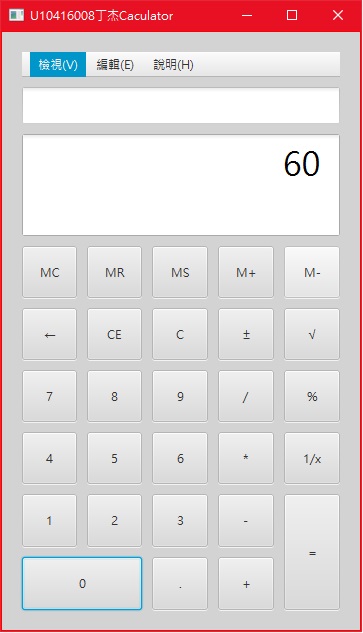 U10416008丁杰Caculator
檢視(V) 編輯(E) 說明(H)
60
MC MR MS M+ M-
← CE C ± √
7 8 9 / %
4 5 6 * 1/x
1 2 3 -
=
0 . +